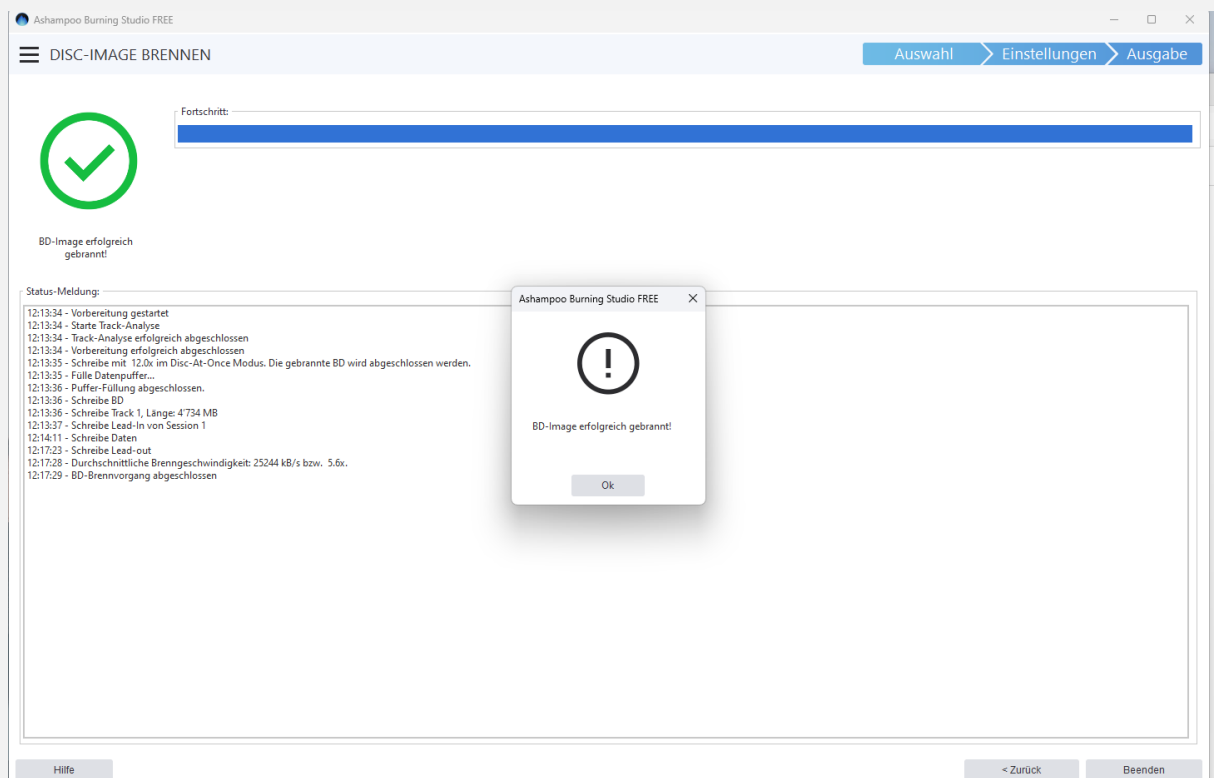 Ashampoo Burning Studio FREE
DISC-IMAGE BRENNEN
Auswahl
Einstellungen
Ausgabe
Fortschritt:
BD-Image erfolgreich
gebrannt!
Status-Meldung:
12:13:34 - Vorbereitung gestartet
12:13:34 - Starte Track-Analyse
12:13:34 - Track-Analyse erfolgreich abgeschlossen
12:13:34 - Vorbereitung erfolgreich abgeschlossen
12:13:35 - Schreibe mit  12.0x im Disc-At-Once Modus. Die gebrannte BD wird abgeschlossen werden.
12:13:35 - Fülle Datenpuffer...
12:13:36 - Puffer-Füllung abgeschlossen.
12:13:36 - Schreibe BD
12:13:36 - Schreibe Track 1, Länge: 4'734 MB
12:13:37 - Schreibe Lead-In von Session 1
12:14:11 - Schreibe Daten
12:17:23 - Schreibe Lead-out
12:17:28 - Durchschnittliche Brenngeschwindigkeit: 25244 kB/s bzw.  5.6x.
12:17:29 - BD-Brennvorgang abgeschlossen
Ashampoo Burning Studio FREE
BD-Image erfolgreich gebrannt!
Ok
Hilfe
< Zurück
Beenden